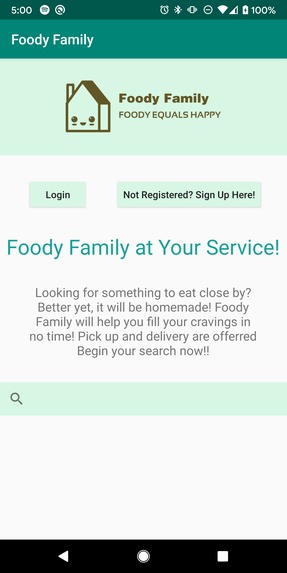 5:00
100%
Foody Family
Foody Family
FOODY EQUALS HAPPY
Login
Not Registered? Sign Up Here!
Foody Family at Your Service!
Looking for something to eat close by?
Better yet, it will be homemade! Foody
Family will help you fill your cravings in
no time! Pick up and delivery are offered
Begin your search now!!